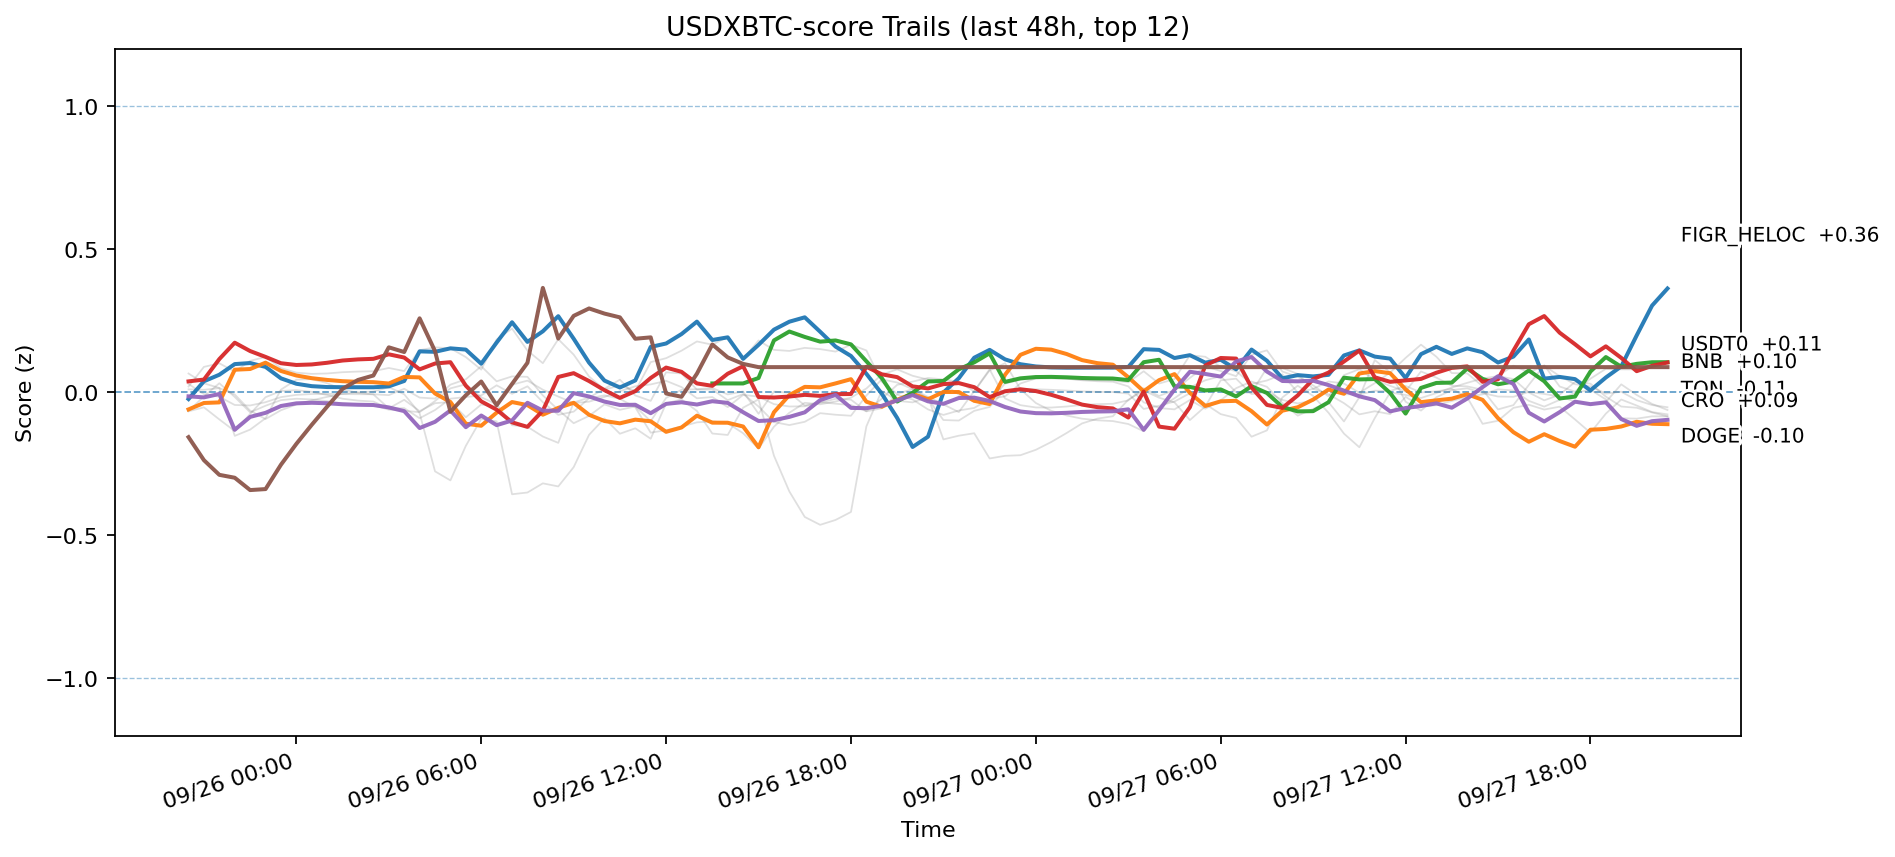 USDXBTC-score Trails (last 48h, top 12)
Score (z)
1.0
0.5
0.0
−0.5
−1.0
FIGR_HELOC +0.36
USDT0 +0.11
BNB +0.10
TON -0.11
CRO +0.09
DOGE -0.10
09/26 00:00
09/26 06:00
09/26 12:00
09/26 18:00
09/27 00:00
09/27 06:00
09/27 12:00
09/27 18:00
Time